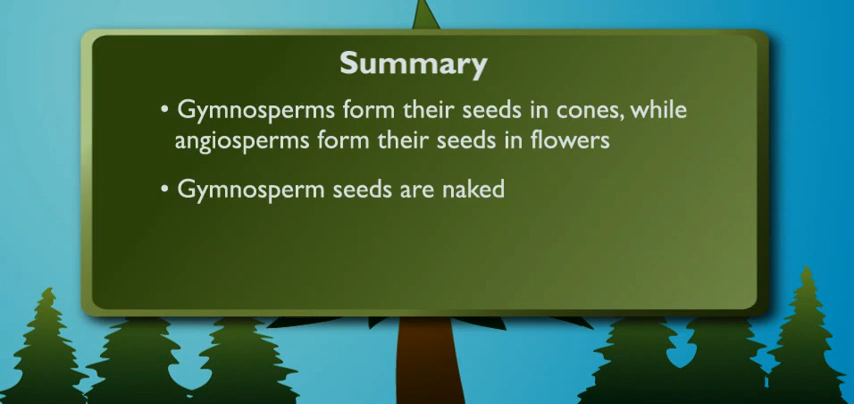 Summary
• Gymnosperms form their seeds in cones, while
angiosperms form their seeds in flowers
• Gymnosperm seeds are naked